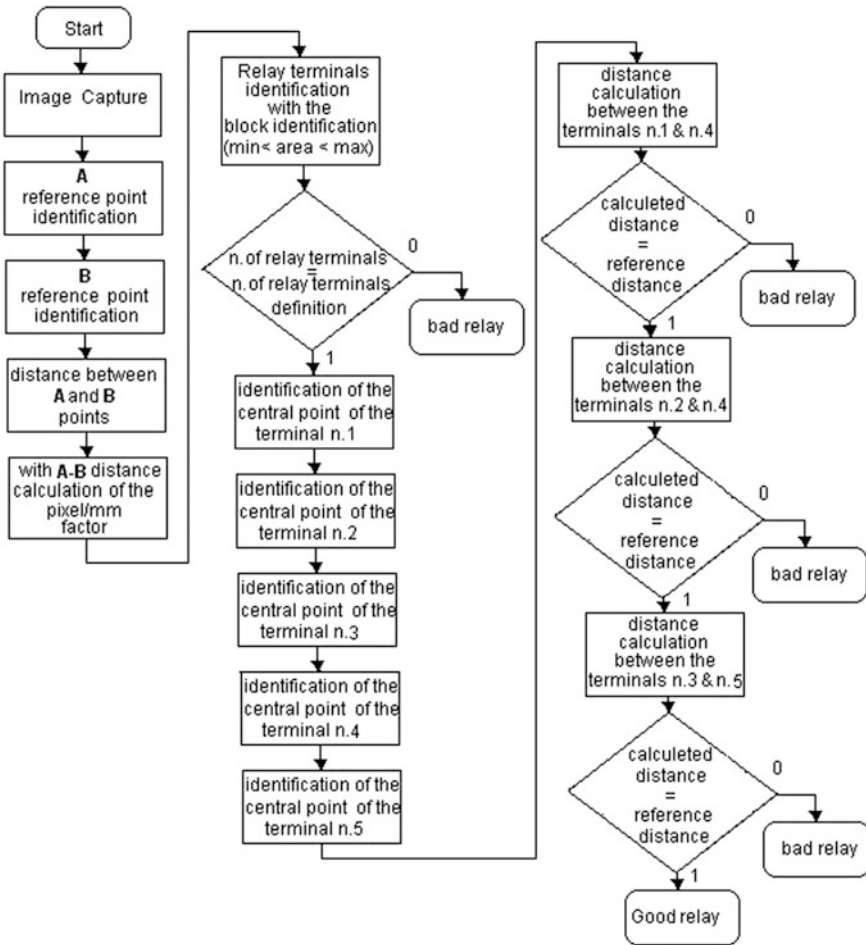 Start
Image Capture
A
reference point
identification
B
reference point
identification
distance between
A and B
points
with A-B distance
calculation of the
pixel/mm
factor
Relay terminals
identification
with the
block identification
(min< area < max)
n. of relay terminals
=
n. of relay terminals
definition
0
bad relay
1
identification of the
central point of the
terminal n.1
identification of the
central point of the
terminal n.2
identification of the
central point of the
terminal n.3
identification of the
central point of the
terminal n.4
identification of the
central point of the
terminal n.5
distance
calculation
between the
terminals n.1 & n.4
calculeted
distance
=
reference
distance
0
bad relay
1
distance
calculation
between the
terminals n.2 & n.4
calculeted
distance
=
reference
distance
0
bad relay
1
distance
calculation
between the
terminals n.3 & n.5
calculeted
distance
=
reference
distance
0
bad relay
1
Good relay